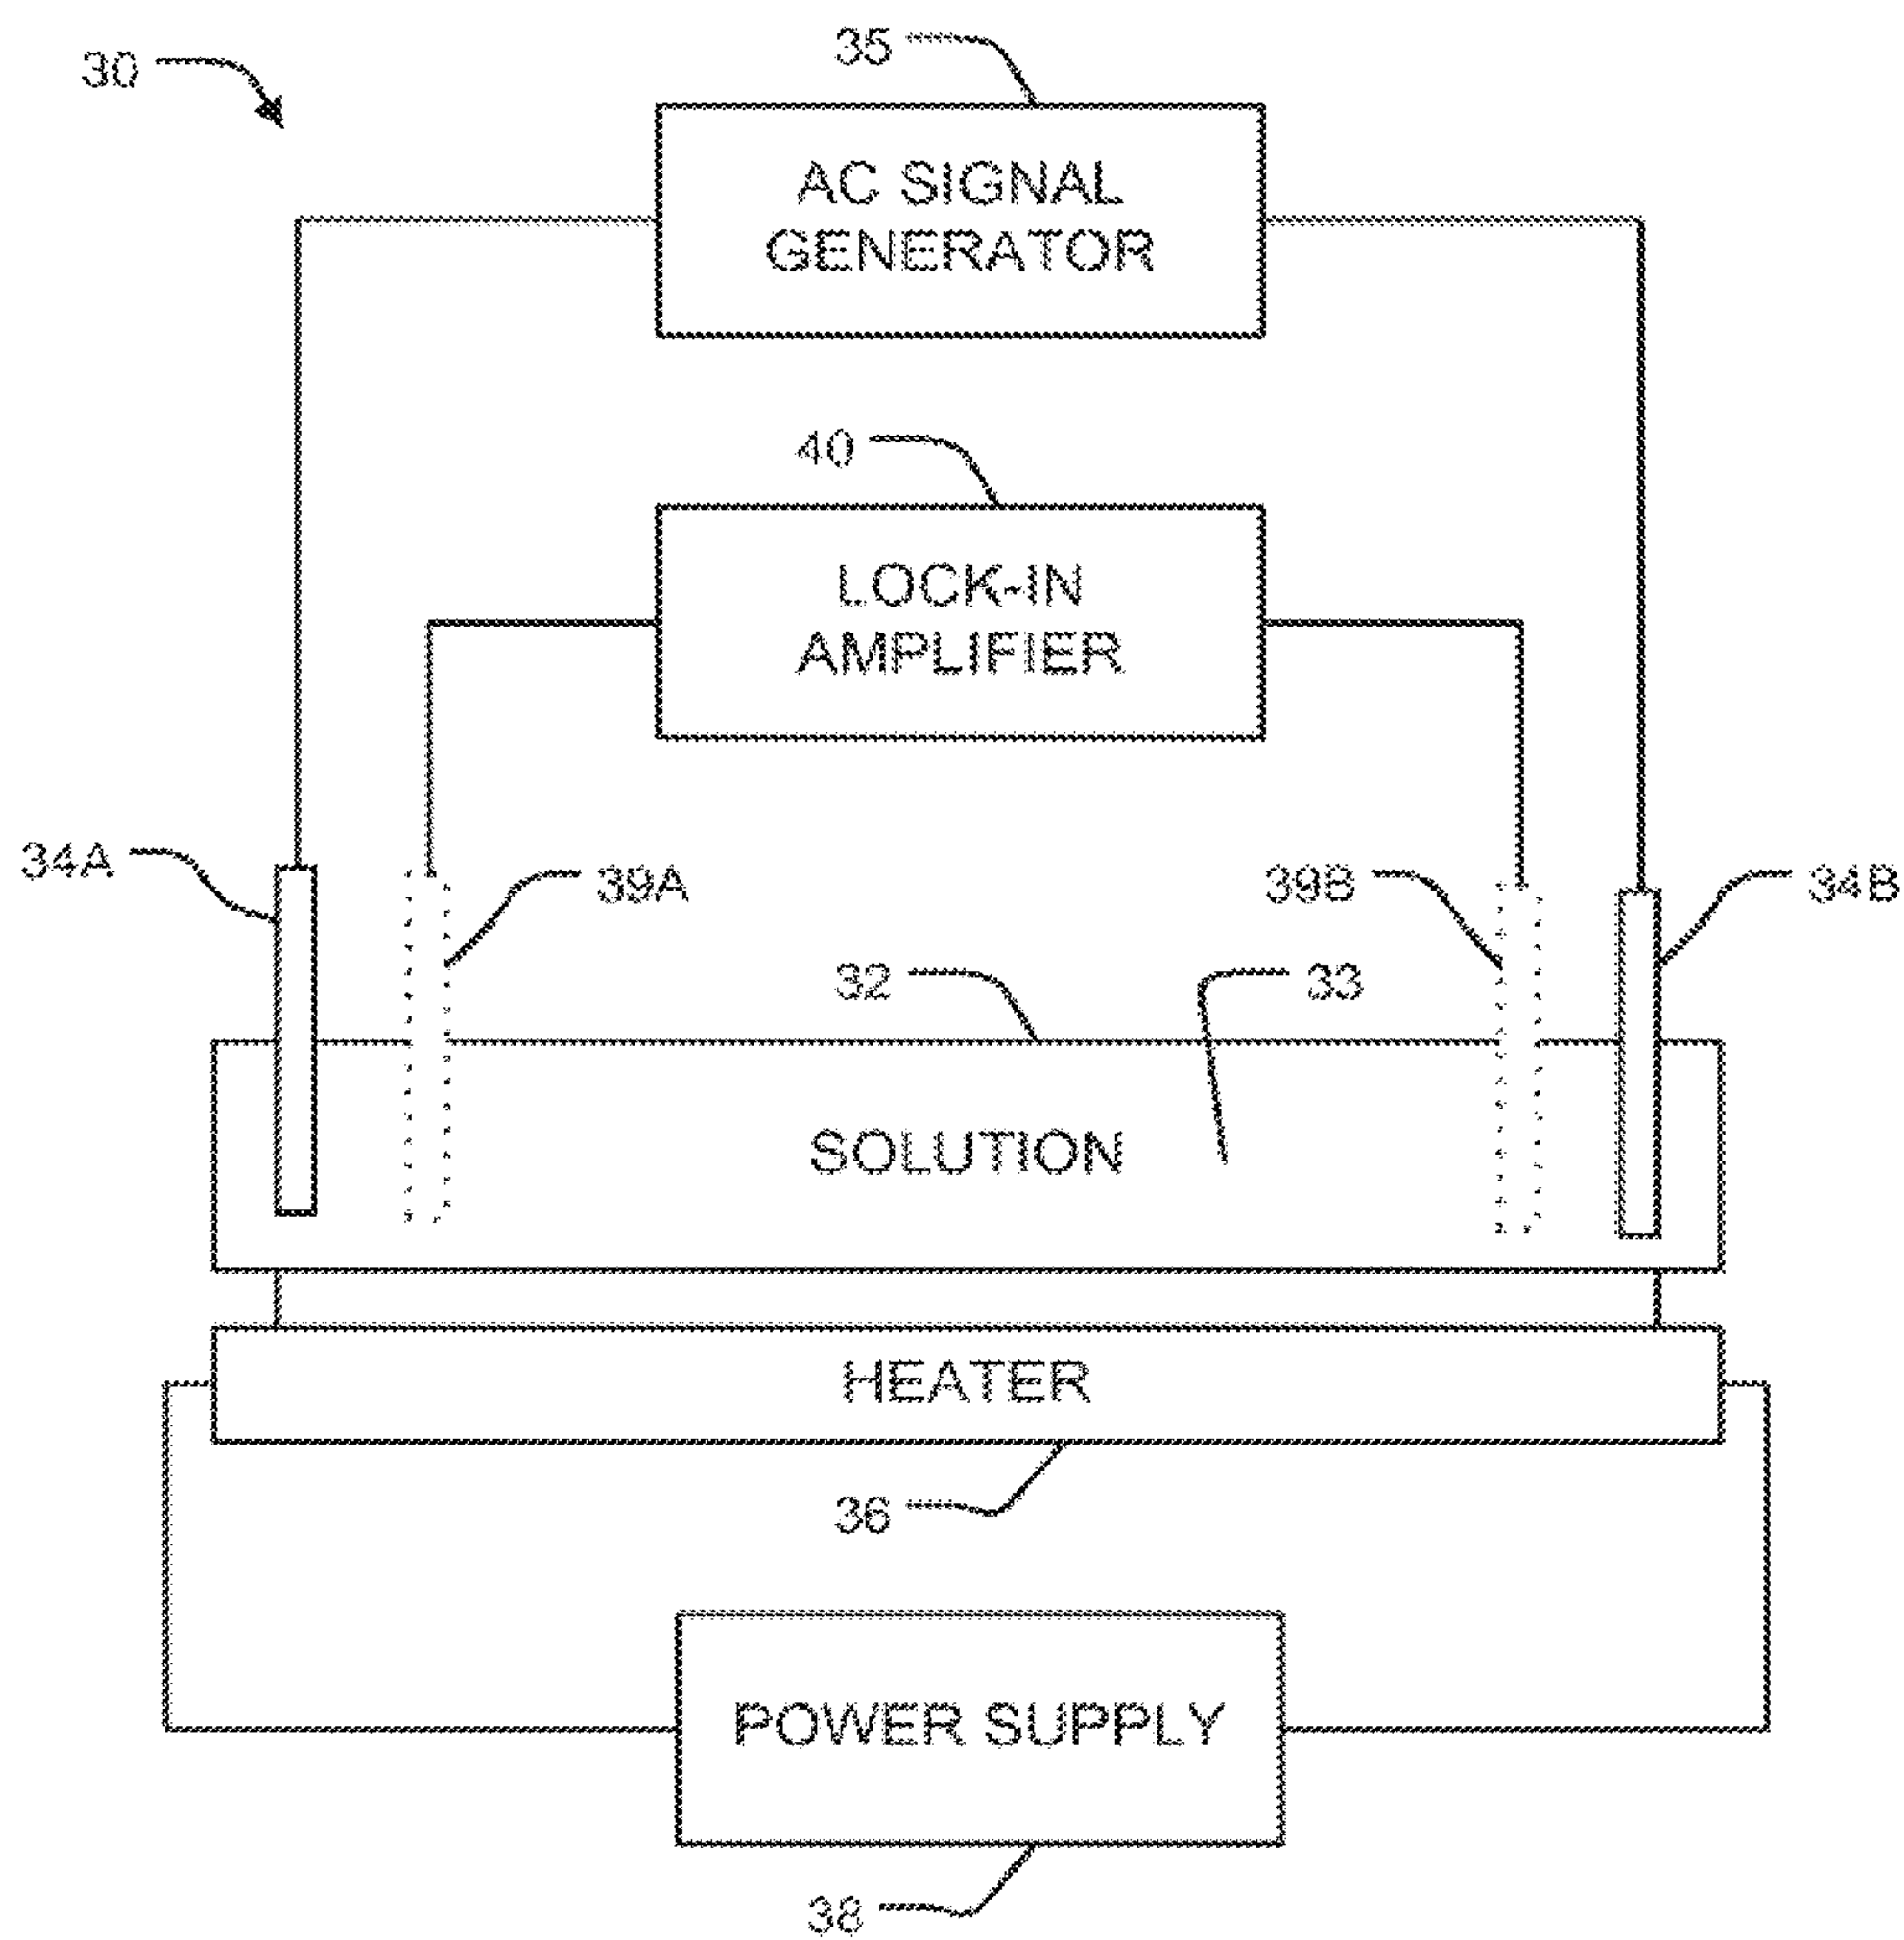 30
35
AC SIGNAL
GENERATOR
40
LOCK-IN
AMPLIFIER
34A
39A
39B
34B
32
33
SOLUTION
HEATER
36
POWER SUPPLY
38